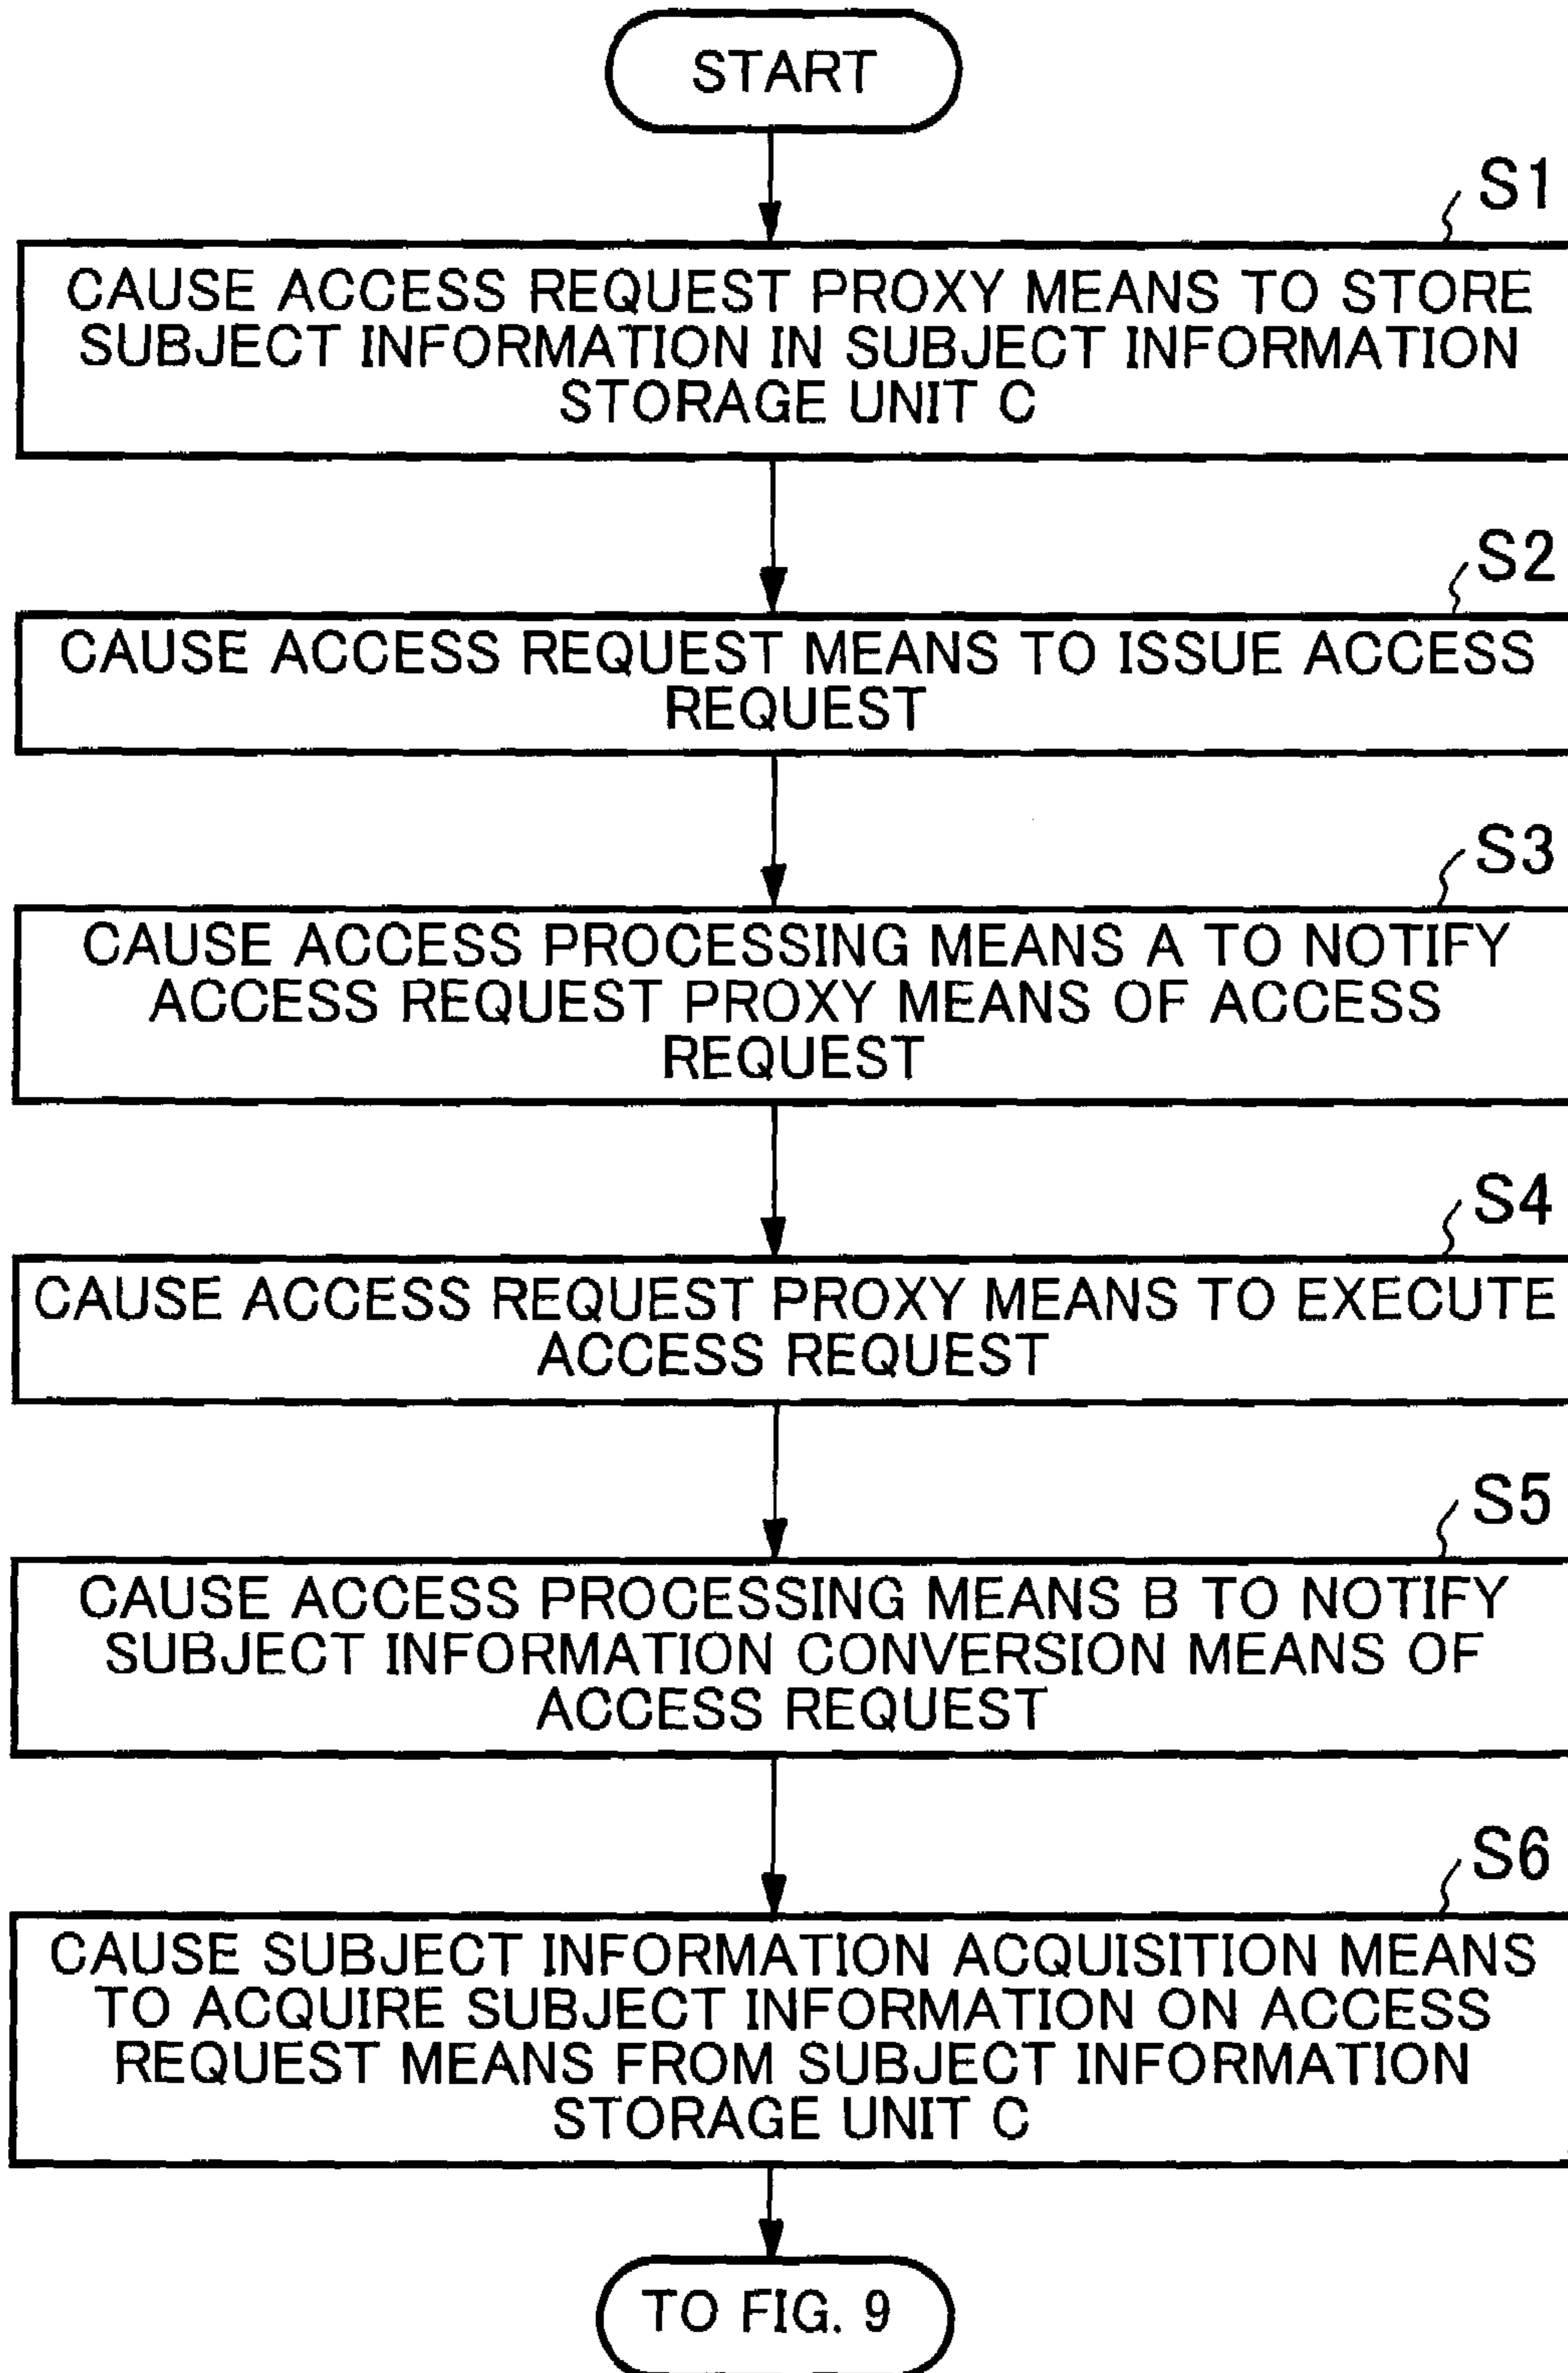 START
S1
CAUSE ACCESS REQUEST PROXY MEANS TO STORE
SUBJECT INFORMATION IN SUBJECT INFORMATION
STORAGE UNIT C
S2
CAUSE ACCESS REQUEST MEANS TO ISSUE ACCESS
REQUEST
S3
CAUSE ACCESS PROCESSING MEANS A TO NOTIFY
ACCESS REQUEST PROXY MEANS OF ACCESS
REQUEST
S4
CAUSE ACCESS REQUEST PROXY MEANS TO EXECUTE
ACCESS REQUEST
S5
CAUSE ACCESS PROCESSING MEANS B TO NOTIFY
SUBJECT INFORMATION CONVERSION MEANS OF
ACCESS REQUEST
S6
CAUSE SUBJECT INFORMATION ACQUISITION MEANS
TO ACQUIRE SUBJECT INFORMATION ON ACCESS
REQUEST MEANS FROM SUBJECT INFORMATION
STORAGE UNIT C
TO FIG. 9